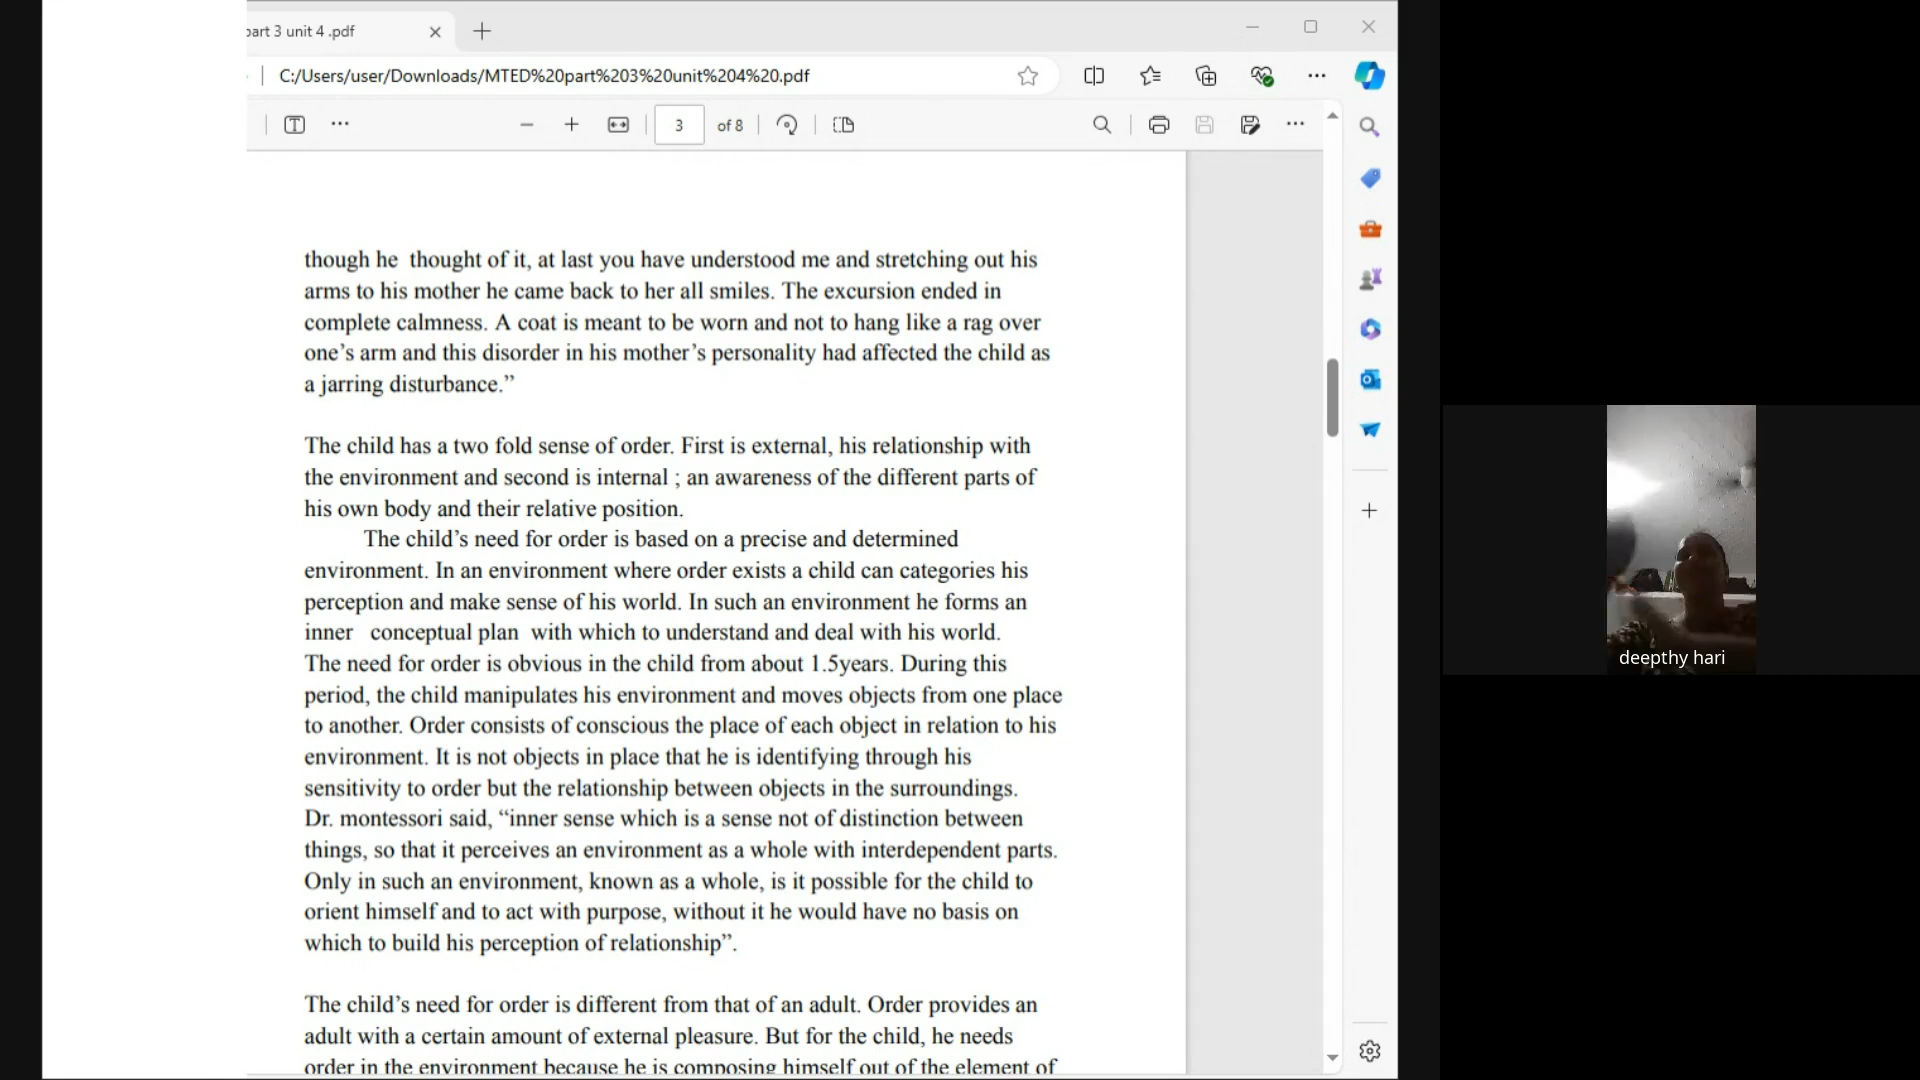 part 3 unit 4 .pdf
C:/Users/user/Downloads/MTED%20part%203%20unit%204%20.pdf
3 of 8
though he thought of it, at last you have understood me and stretching out his
arms to his mother he came back to her all smiles. The excursion ended in
complete calmness. A coat is meant to be worn and not to hang like a rag over
one’s arm and this disorder in his mother’s personality had affected the child as
a jarring disturbance.”
The child has a two fold sense of order. First is external, his relationship with
the environment and second is internal ; an awareness of the different parts of
his own body and their relative position.
The child’s need for order is based on a precise and determined
environment. In an environment where order exists a child can categories his
perception and make sense of his world. In such an environment he forms an
inner conceptual plan with which to understand and deal with his world.
The need for order is obvious in the child from about 1.5years. During this
period, the child manipulates his environment and moves objects from one place
to another. Order consists of conscious the place of each object in relation to his
environment. It is not objects in place that he is identifying through his
sensitivity to order but the relationship between objects in the surroundings.
Dr. montessori said, “inner sense which is a sense not of distinction between
things, so that it perceives an environment as a whole with interdependent parts.
Only in such an environment, known as a whole, is it possible for the child to
orient himself and to act with purpose, without it he would have no basis on
which to build his perception of relationship”.
The child’s need for order is different from that of an adult. Order provides an
adult with a certain amount of external pleasure. But for the child, he needs
order in the environment because he is composing himself out of the element of
deepthy hari